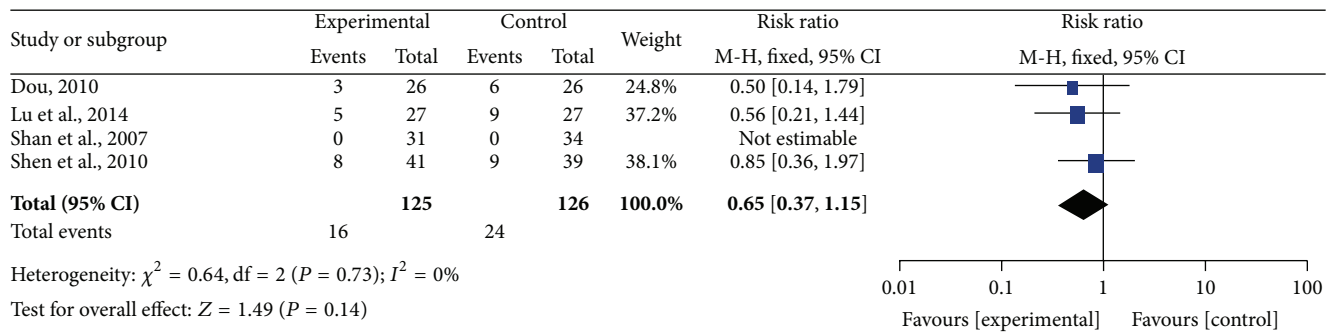 Study or subgroup Experimental Control Weight Risk ratio Risk ratio
Events Total Events Total M-H, fixed, 95% CI M-H, fixed, 95% CI
Dou, 2010 3 26 6 26 24.8% 0.50 [0.14, 1.79]
Lu et al., 2014 5 27 9 27 37.2% 0.56 [0.21, 1.44]
Shan et al., 2007 0 31 0 34 Not estimable
Shen et al., 2010 8 41 9 39 38.1% 0.85 [0.36, 1.97]
Total (95% CI) 125 126 100.0% 0.65 [0.37, 1.15]
Total events 16 24
Heterogeneity: χ² = 0.64, df = 2 (P = 0.73); I² = 0%
Test for overall effect: Z = 1.49 (P = 0.14)
0.01 0.1 1 10 100
Favours [experimental] Favours [control]